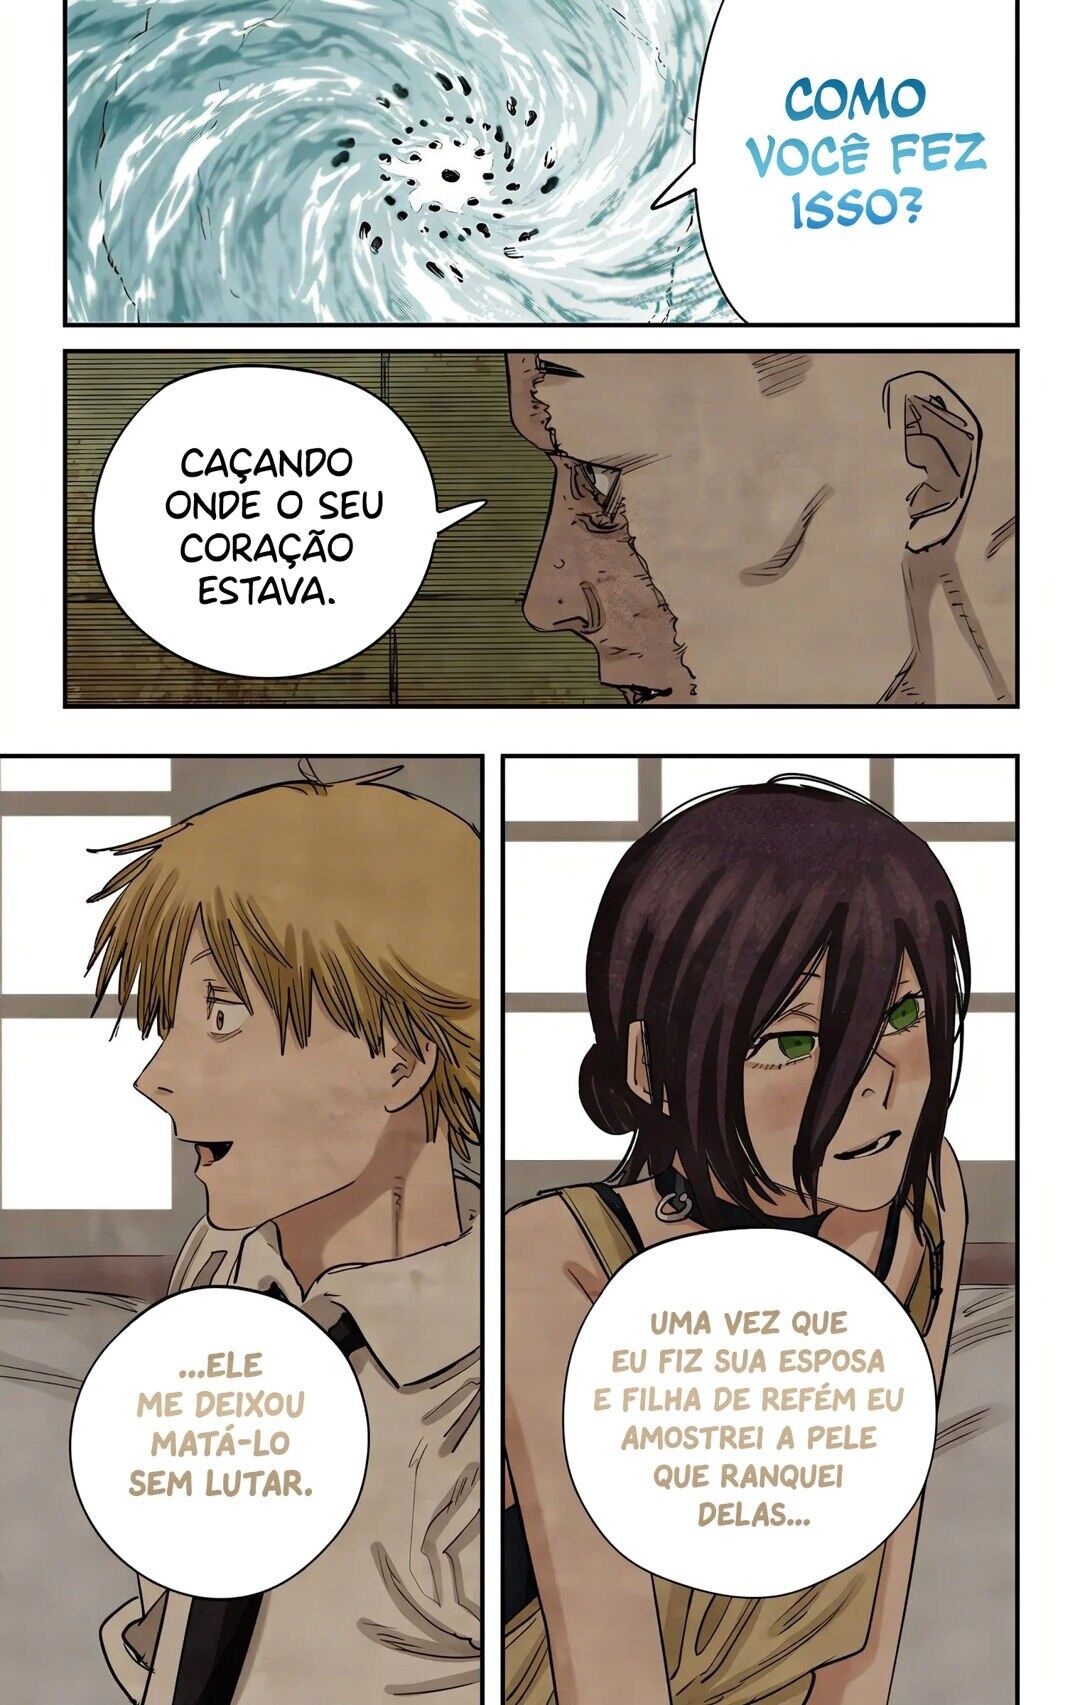 COMO
VOCÊ FEZ
ISSO?
CAÇANDO
ONDE O SEU
CORAÇÃO
ESTAVA.
UMA VEZ QUE
EU FIZ SUA ESPOSA
E FILHA DE REFÉM EU
AMOSTREI A PELE
QUE RANQUEI
DELAS...
...ELE
ME DEIXOU
MATÁ-LO
SEM LUTAR.